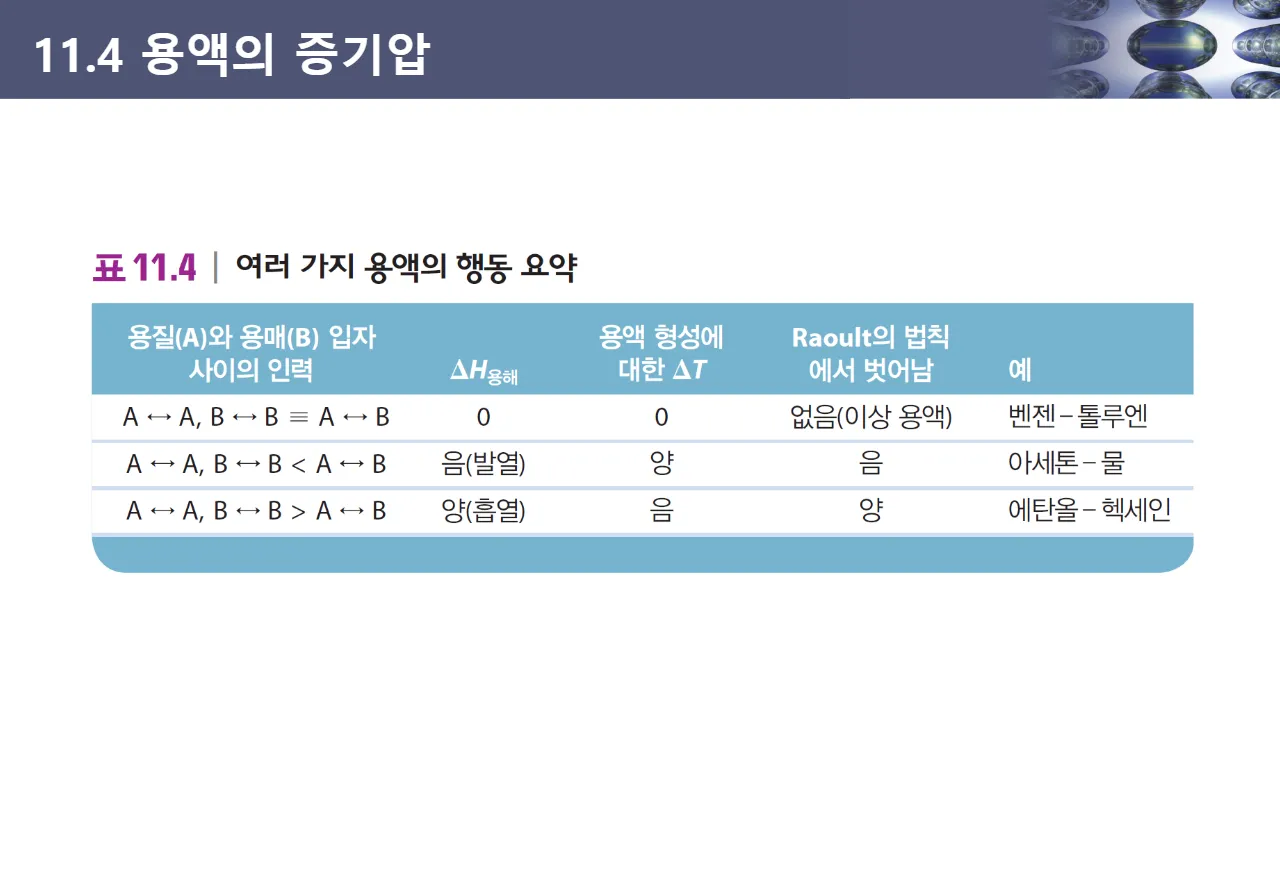 11.4 용액의 증기압
표 11.4 | 여러 가지 용액의 행동 요약
용질(A)와 용매(B) 입자 사이의 인력 ΔH용해 용액 형성에 대한 ΔT Raoult의 법칙에서 벗어남 예
A ↔ A, B ↔ B ≡ A ↔ B 0 0 없음(이상 용액) 벤젠–톨루엔
A ↔ A, B ↔ B < A ↔ B 음(발열) 양 음 아세톤–물
A ↔ A, B ↔ B > A ↔ B 양(흡열) 음 양 에탄올–헥세인